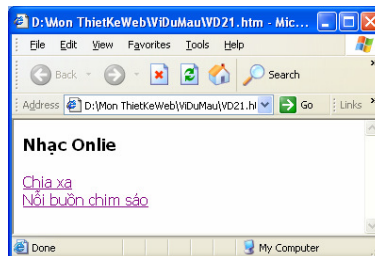 D:\Mon ThietKeWeb\ViDuMau\VD21.htm - Mic...
File Edit View Favorites Tools Help
Back Search
Address D:\Mon ThietKeWeb\ViDuMau\VD21.ht Go Links
Nhạc Onlie
Chia xa
Nỗi buồn chim sáo
Done My Computer